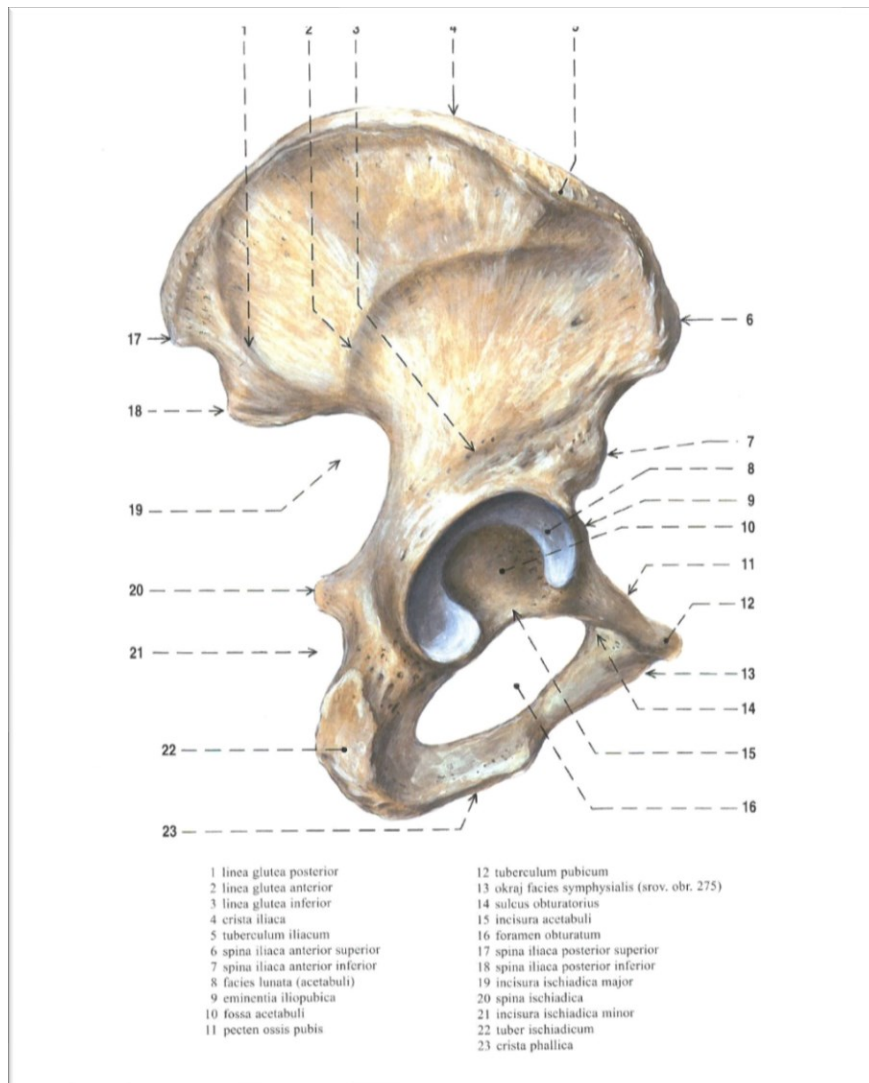 1 2 3 4
6
17
18
7
8
19
9
10
20
11
12
21
13
14
22
15
16
23
1 linea glutea posterior
2 linea glutea anterior
3 linea glutea inferior
4 crista iliaca
5 tuberculum iliacum
6 spina iliaca anterior superior
7 spina iliaca anterior inferior
8 facies lunata (acetabuli)
9 eminentia iliopubica
10 fossa acetabuli
11 pecten ossis pubis
12 tuberculum pubicum
13 okraj facies symphysialis (srov. obr. 275)
14 sulcus obturatorius
15 incisura acetabuli
16 foramen obturatum
17 spina iliaca posterior superior
18 spina iliaca posterior inferior
19 incisura ischiadica major
20 spina ischiadica
21 incisura ischiadica minor
22 tuber ischiadicum
23 crista phallica